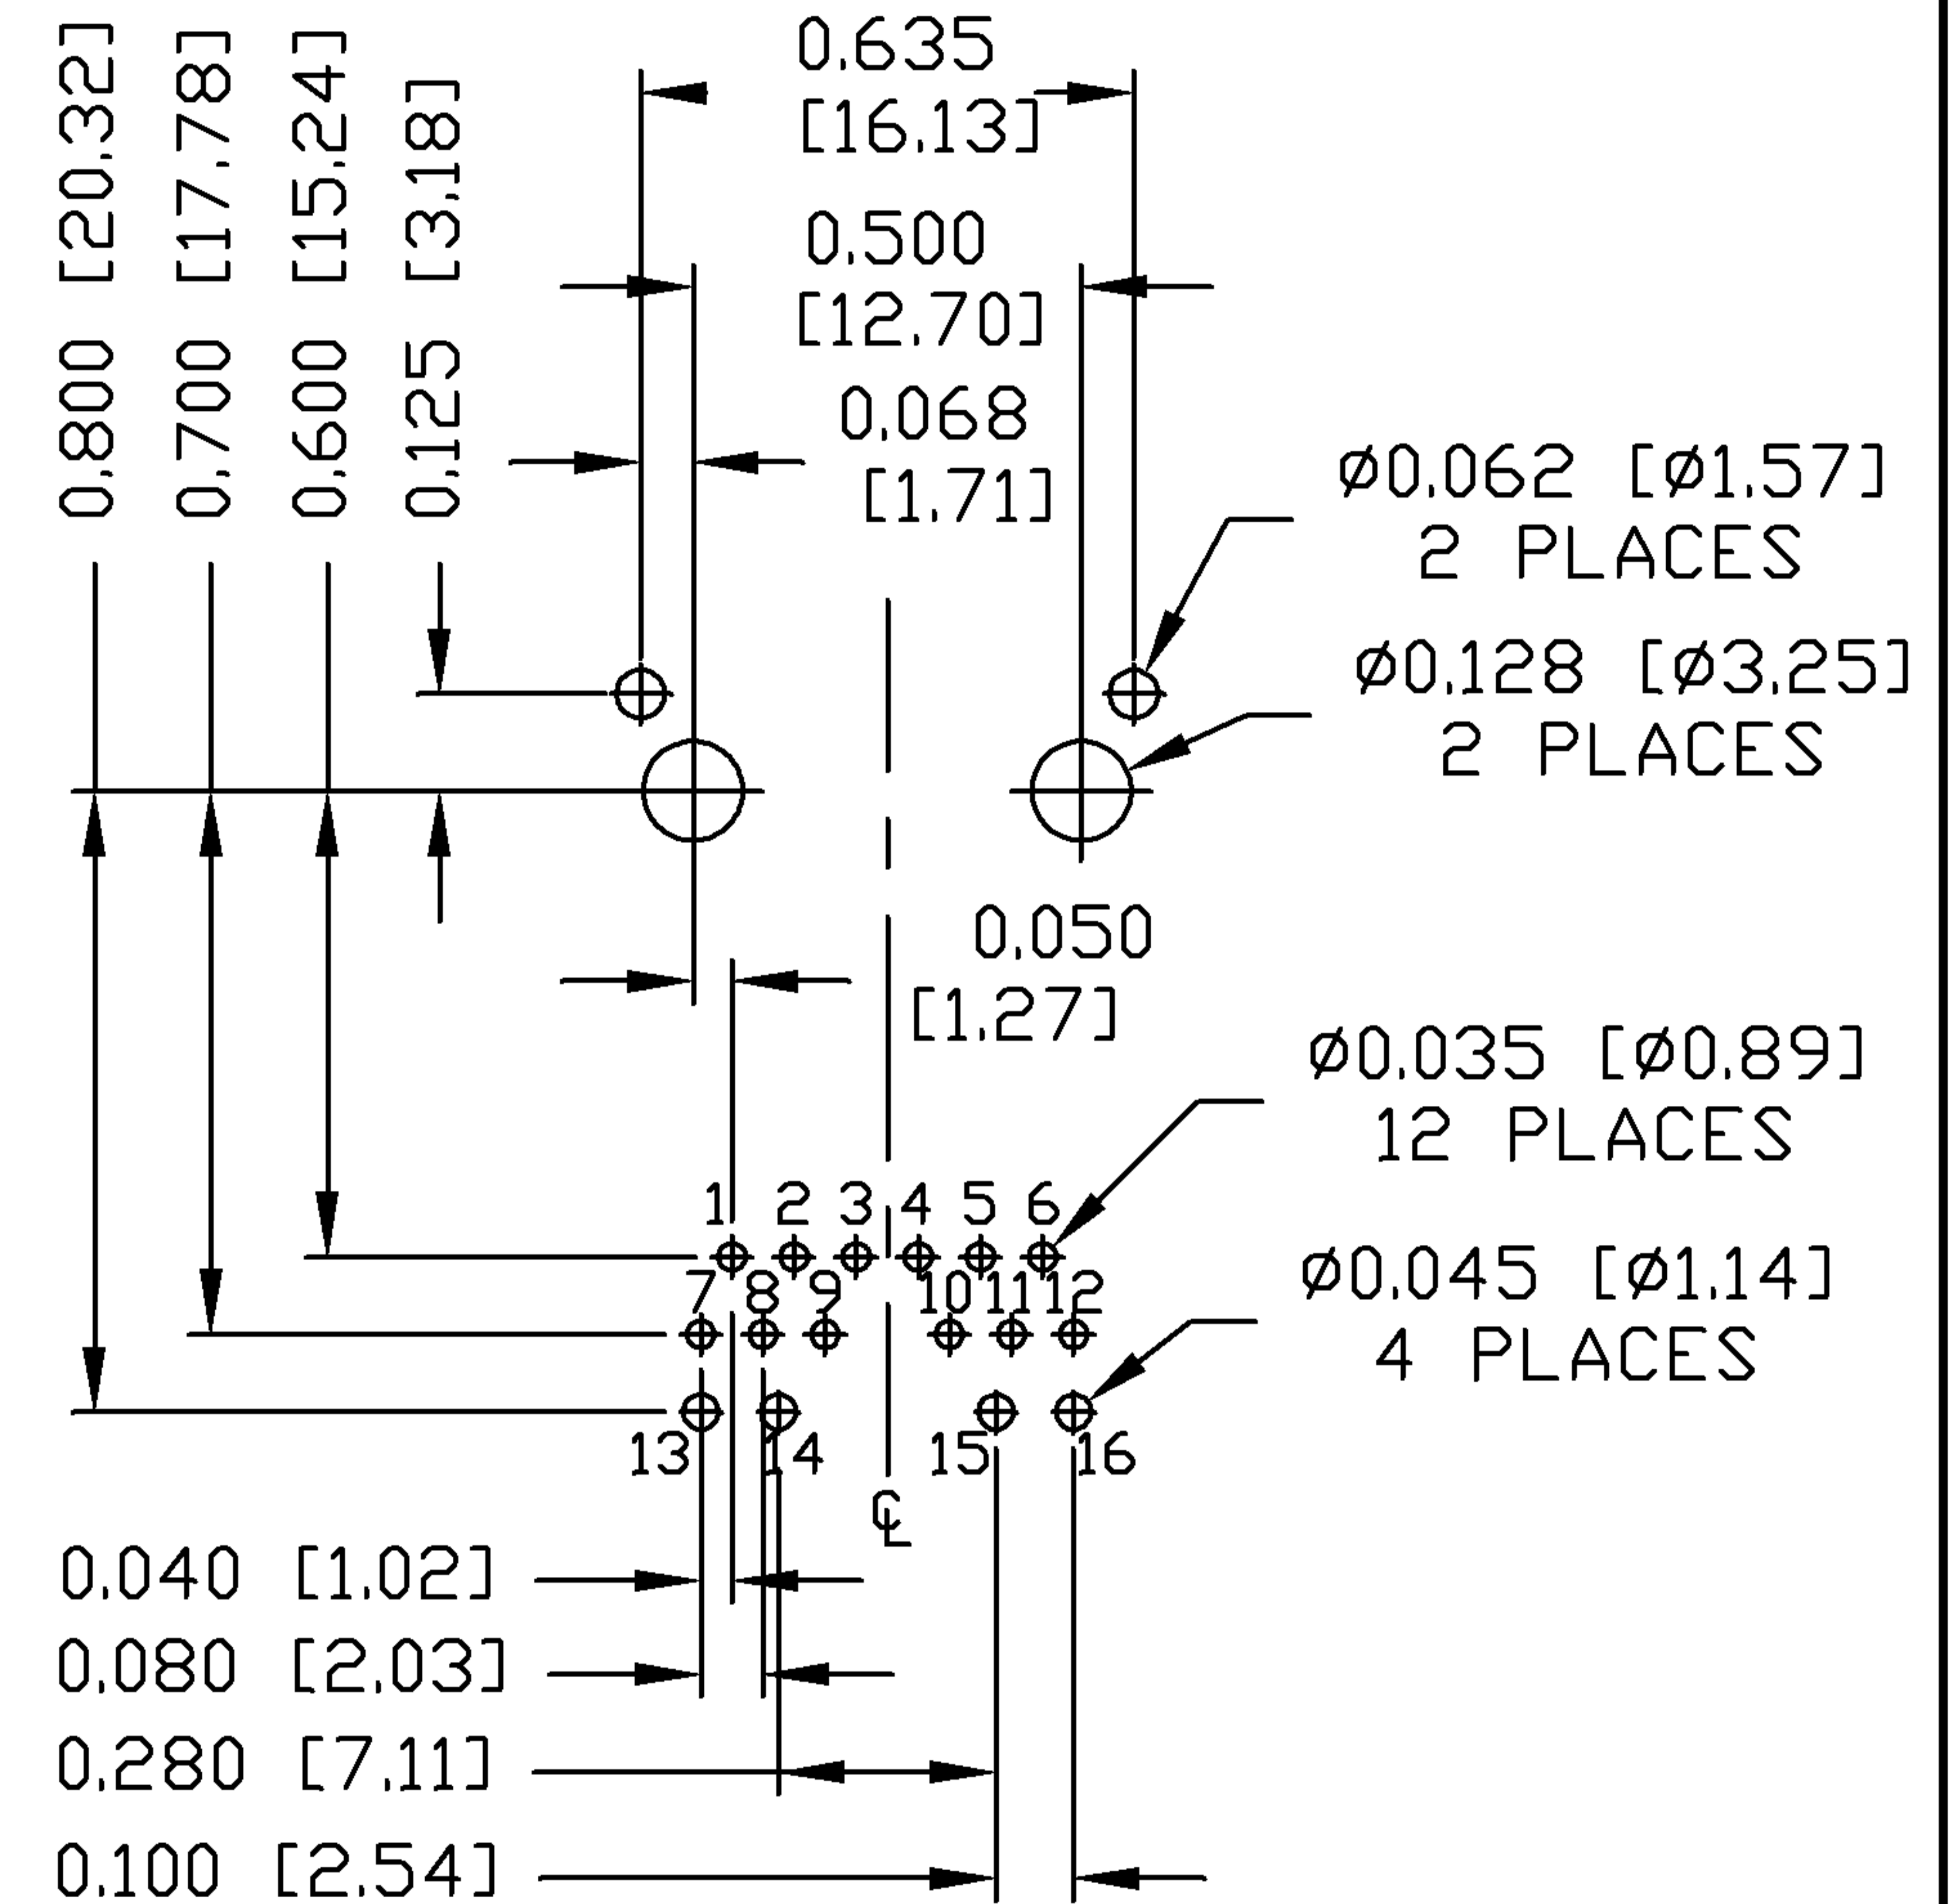 0,800 [20,32]
0,700 [17,78]
0,600 [15,24]
0,125 [3,18]
0,635
[16,13]
0,500
[12,70]
0,068
[1,71]
ø0,062 [ø1,57]
2 PLACES
ø0,128 [ø3,25]
2 PLACES
0,050
[1,27]
ø0,035 [ø0,89]
12 PLACES
1 2 3 4 5 6
ø0,045 [ø1,14]
4 PLACES
7 8 9 10 11 12
13 14 15 16
℄
0,040 [1,02]
0,080 [2,03]
0,280 [7,11]
0,100 [2,54]